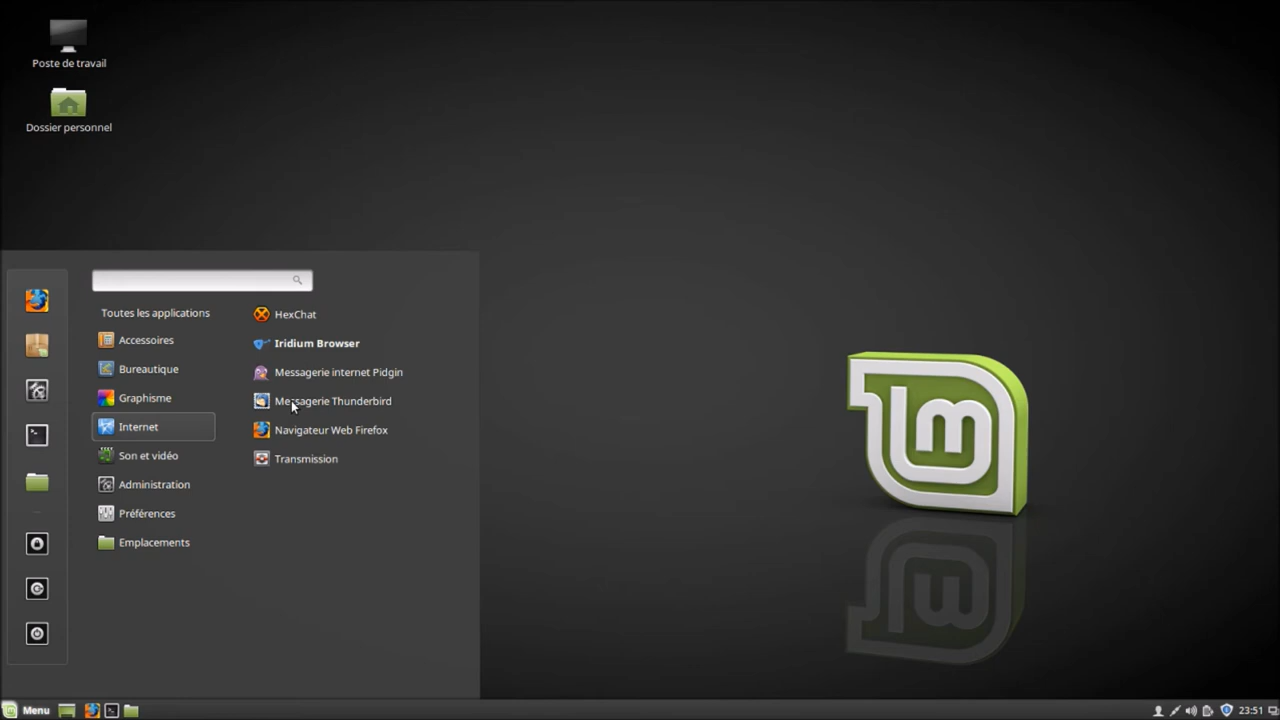 Poste de travail
Dossier personnel
Toutes les applications
Accessoires
Bureautique
Graphisme
Internet
Son et vidéo
Administration
Préférences
Emplacements
HexChat
Iridium Browser
Messagerie internet Pidgin
Messagerie Thunderbird
Navigateur Web Firefox
Transmission
lm
Menu
23:51